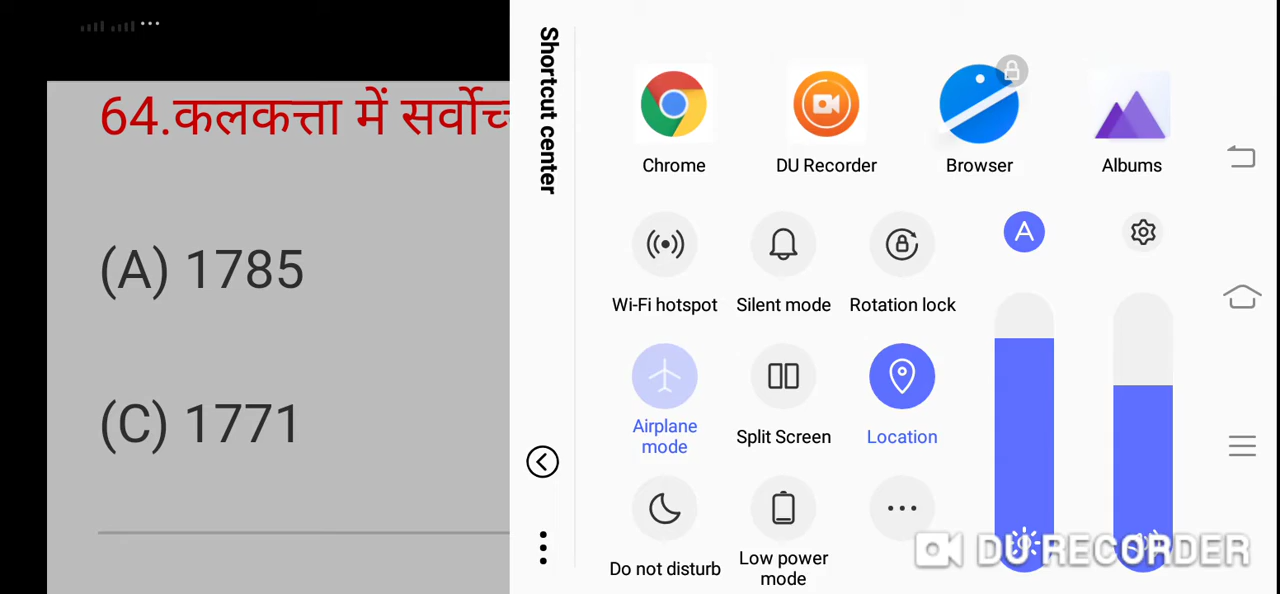 64.कलकत्ता में सर्वोच्च
(A) 1785
(C) 1771
Shortcut center
Chrome
DU Recorder
Browser
Albums
A
Wi-Fi hotspot
Silent mode
Rotation lock
Airplane
mode
Split Screen
Location
Do not disturb
Low power
mode
DU RECORDER